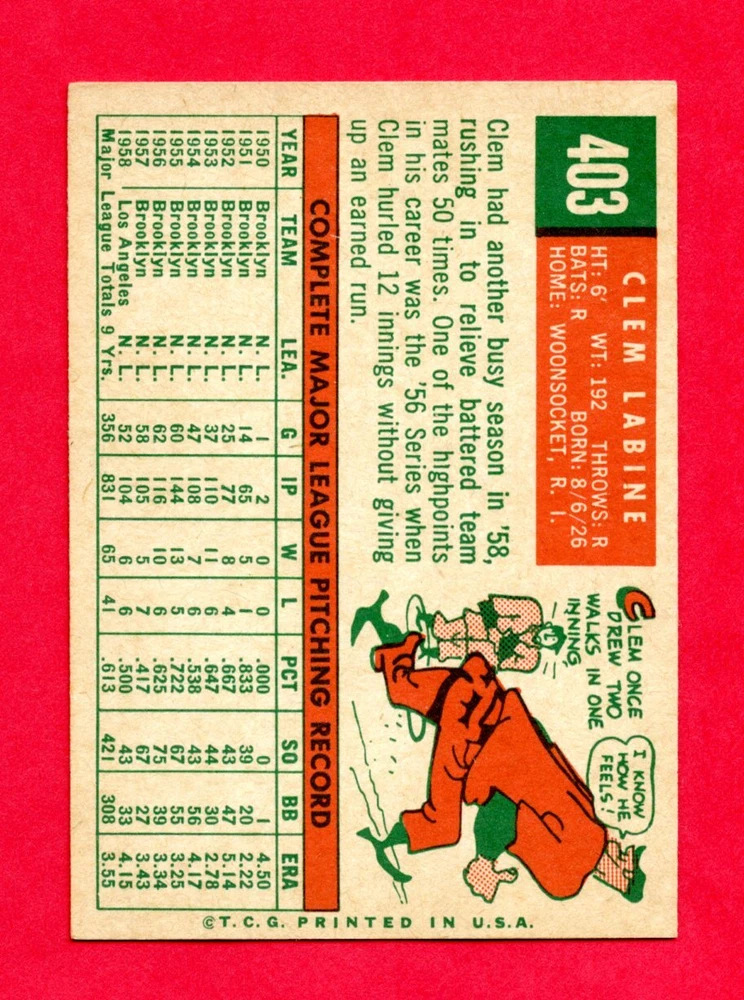 403
CLEM LABINE
HT: 6' WT: 192 THROWS: R
BATS: R BORN: 8/6/26
HOME: WOONSOCKET, R. I.
Clem had another busy season in '58,
rushing in to relieve battered team
mates 50 times. One of the highpoints
in his career was the '56 Series when
Clem hurled 12 innings without giving
up an earned run.
CLEM ONCE
DREW TWO
WALKS IN ONE
INNING
I KNOW
HOW HE
FEELS!
COMPLETE MAJOR LEAGUE PITCHING RECORD
YEAR TEAM LEA. G IP W L PCT SO BB ERA
1950 Brooklyn N. L. 1 2 0 0 .000 0 1 4.50
1951 Brooklyn N. L. 14 65 5 1 .833 39 20 2.22
1952 Brooklyn N. L. 25 77 8 4 .667 43 47 5.14
1953 Brooklyn N. L. 37 110 11 6 .647 44 30 2.78
1954 Brooklyn N. L. 47 108 7 6 .538 43 56 4.17
1955 Brooklyn N. L. 60 144 13 5 .722 67 55 3.25
1956 Brooklyn N. L. 62 116 10 6 .625 75 39 3.34
1957 Brooklyn N. L. 58 105 5 7 .417 67 27 3.43
1958 Los Angeles N. L. 52 104 6 6 .500 43 33 4.15
Major League Totals 9 Yrs. 356 831 65 41 .613 421 308 3.55
©T.C.G. PRINTED IN U.S.A.